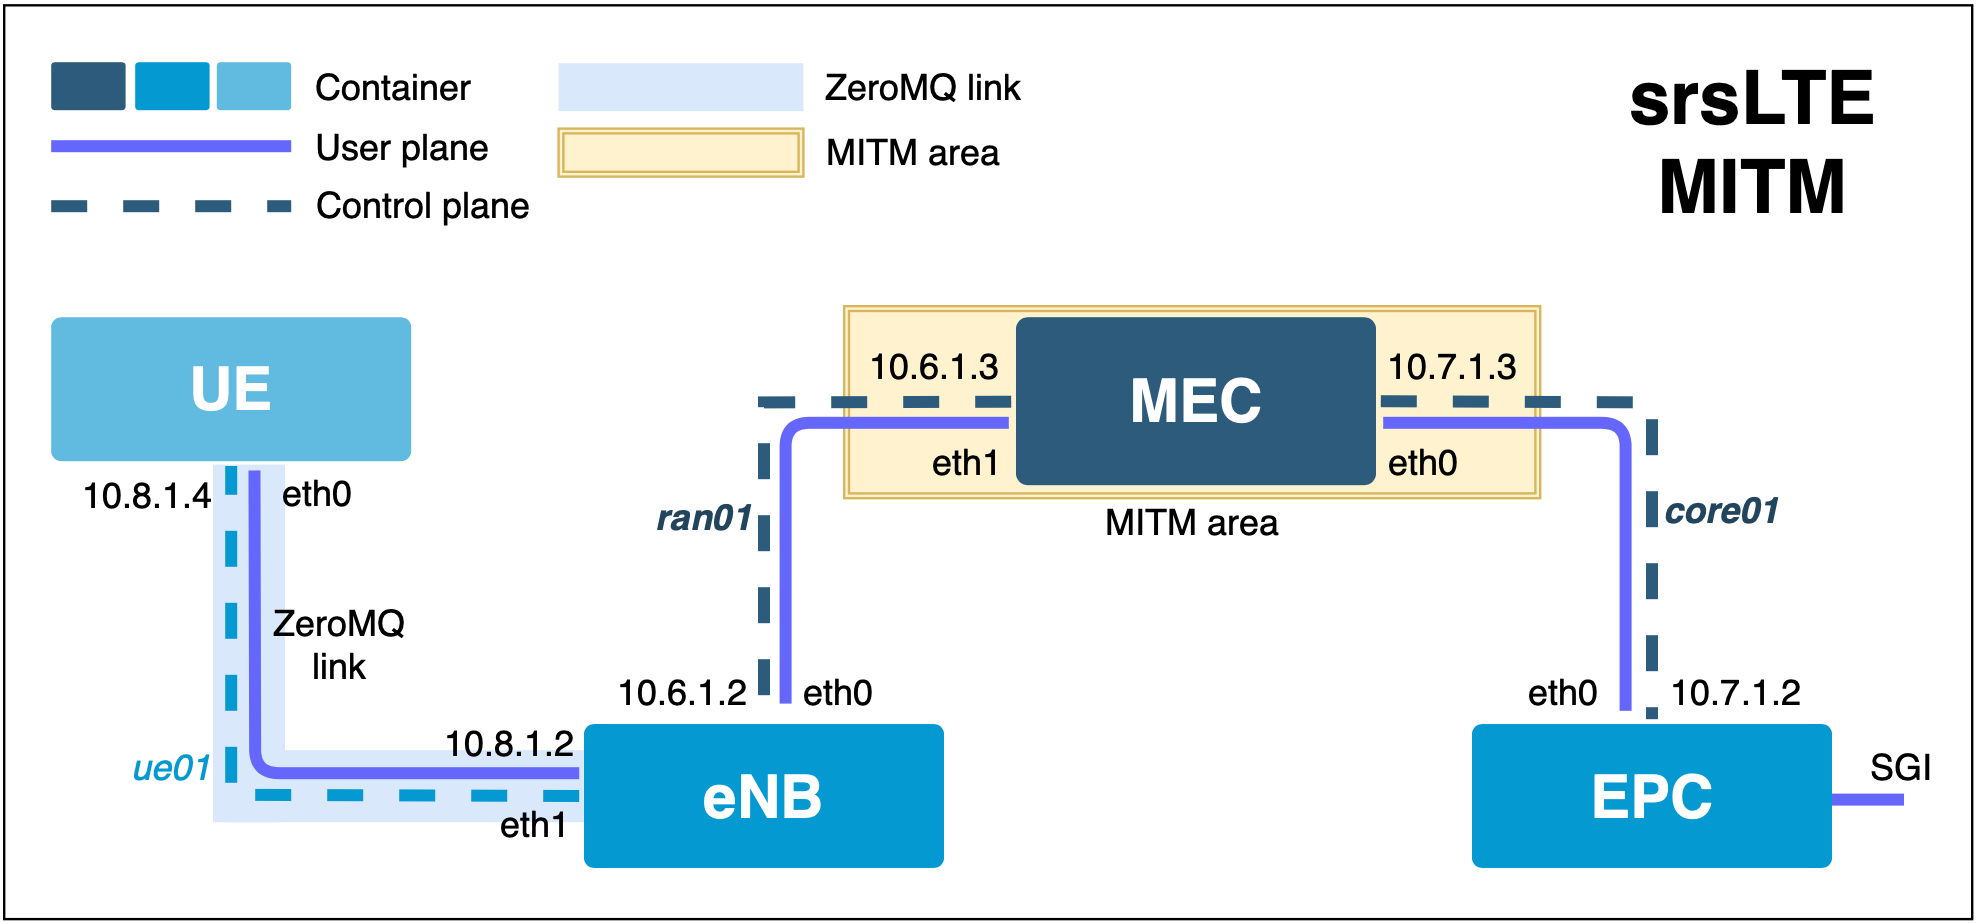 Container
ZeroMQ link
srsLTE
MITM
User plane
MITM area
Control plane
UE
10.6.1.3
MEC
10.7.1.3
eth1
eth0
10.8.1.4
eth0
ran01
MITM area
core01
ZeroMQ
link
10.6.1.2
eth0
eth0
10.7.1.2
10.8.1.2
ue01
eNB
EPC
SGI
eth1